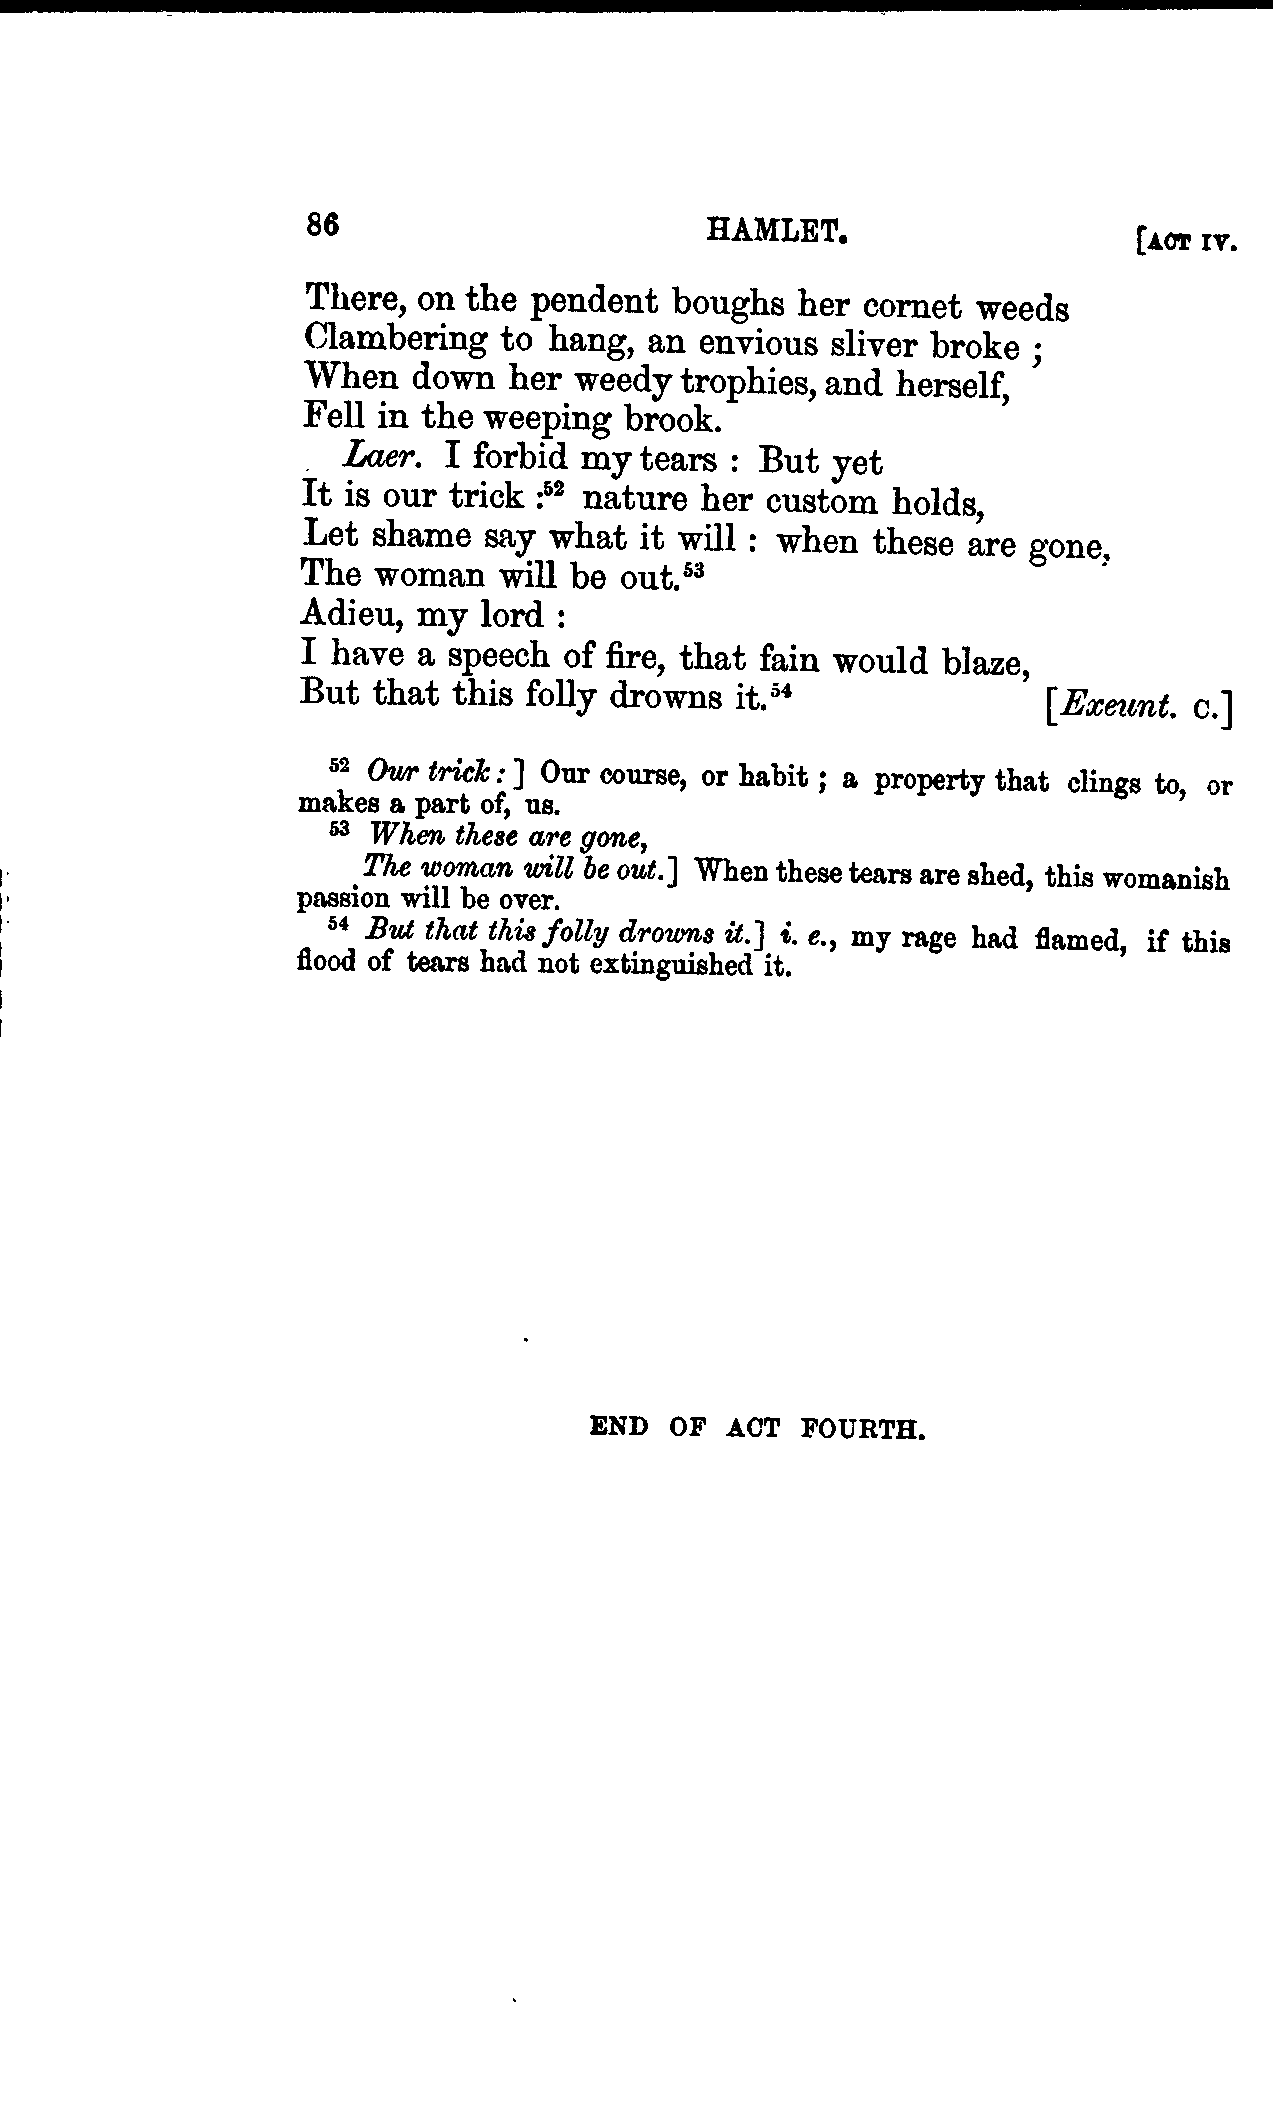 86 HAMLET. [ACT IV.
There, on the pendent boughs her cornet weeds
Clambering to hang, an envious sliver broke ;
When down her weedy trophies, and herself,
Fell in the weeping brook.
Laer. I forbid my tears : But yet
It is our trick :⁵² nature her custom holds,
Let shame say what it will : when these are gone,
The woman will be out.⁵³
Adieu, my lord :
I have a speech of fire, that fain would blaze,
But that this folly drowns it.⁵⁴ [Exeunt. C.]
⁵² Our trick : ] Our course, or habit ; a property that clings to, or
makes a part of, us.
⁵³ When these are gone,
The woman will be out.] When these tears are shed, this womanish
passion will be over.
⁵⁴ But that this folly drowns it.] i. e., my rage had flamed, if this
flood of tears had not extinguished it.
END OF ACT FOURTH.